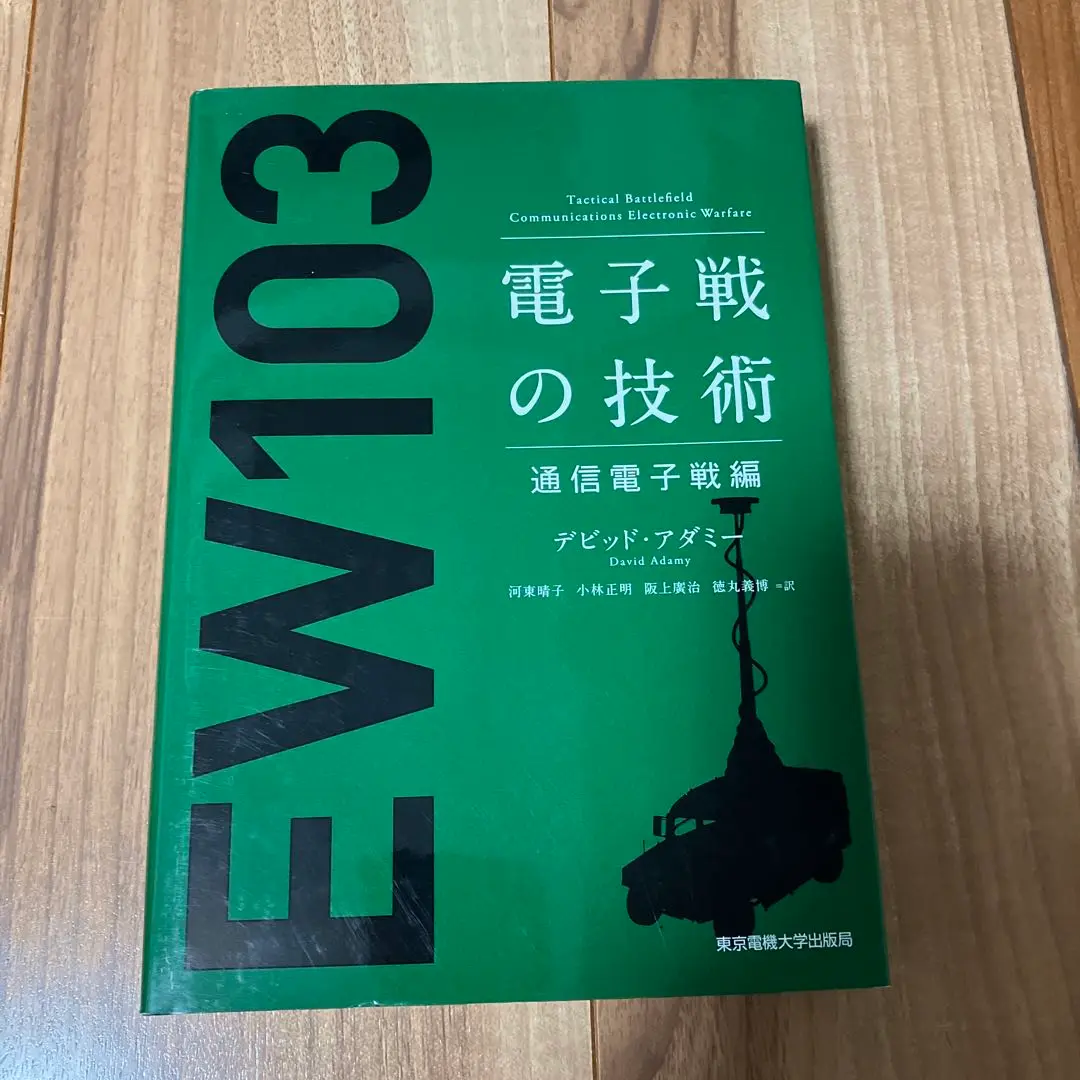 EW103
Tactical Battlefield
Communications Electronic Warfare
電子戦
の技術
通信電子戦編
デビッド・アダミー
David Adamy
河東晴子 小林正明 阪上廣治 徳丸義博 =訳
東京電機大学出版局